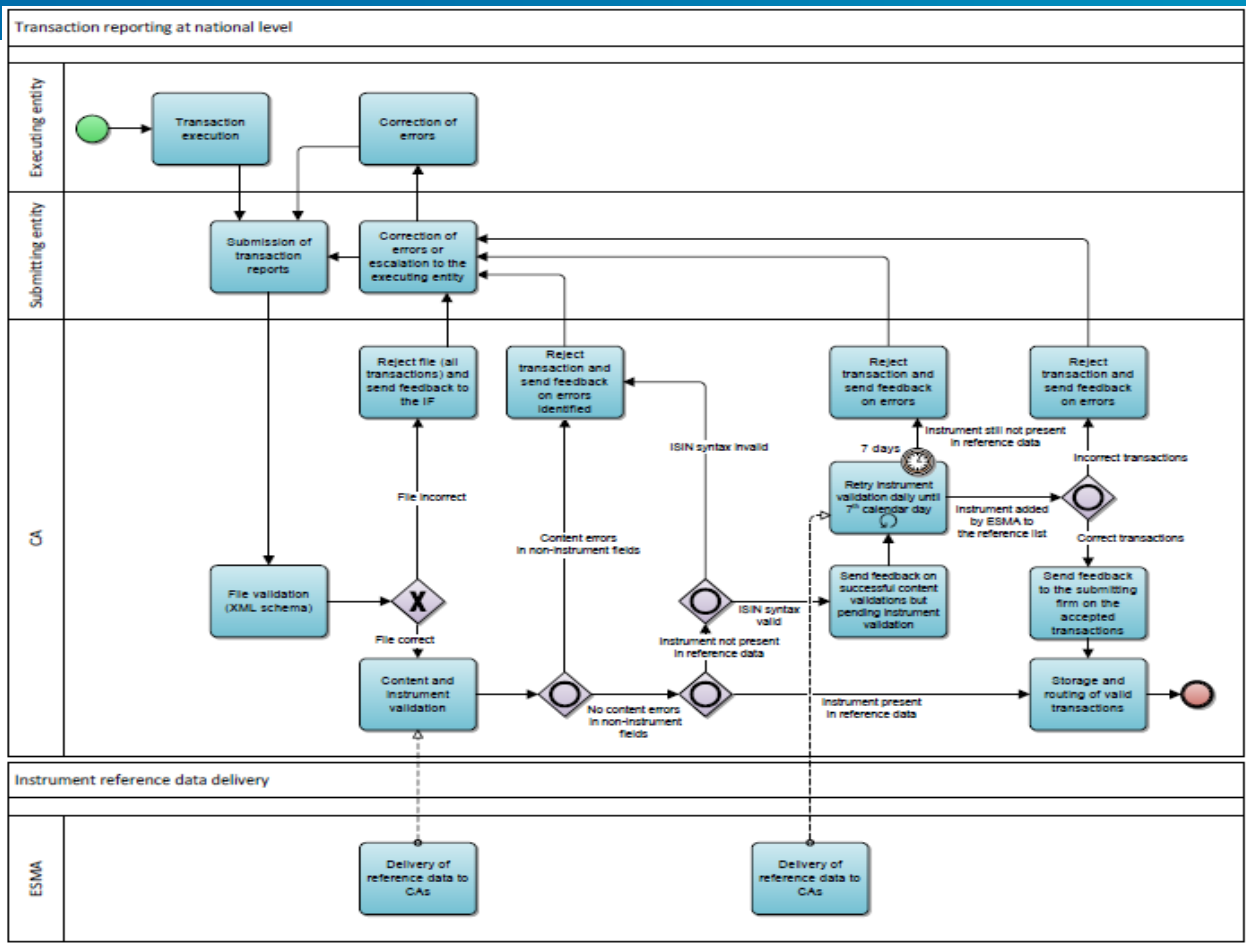 Transaction reporting at national level
Executing entity
Transaction
execution
Correction of
errors
Submitting entity
Submission of
transaction
reports
Correction of
errors or
escalation to the
executing entity
CA
Reject file (all
transactions) and
send feedback to
the IF
Reject
transaction and
send feedback
on errors
identified
Reject
transaction and
send feedback
on errors
Reject
transaction and
send feedback
on errors
7 days
Instrument still not present
in reference data
ISIN syntax invalid
Incorrect transactions
Retry instrument
validation daily until
7th calendar day
File incorrect
Instrument added
by ESMA to
the reference list
Content errors
in non-instrument fields
Correct transactions
File validation
(XML schema)
X
Send feedback on
successful content
validations but
pending instrument
validation
Send feedback
to the submitting
firm on the
accepted
transactions
ISIN syntax
valid
File correct
Instrument not present
in reference data
Content and
instrument
validation
No content errors
in non-instrument
fields
Instrument present
in reference data
Storage and
routing of valid
transactions
Instrument reference data delivery
ESMA
Delivery of
reference data to
CAs
Delivery of
reference data to
CAs